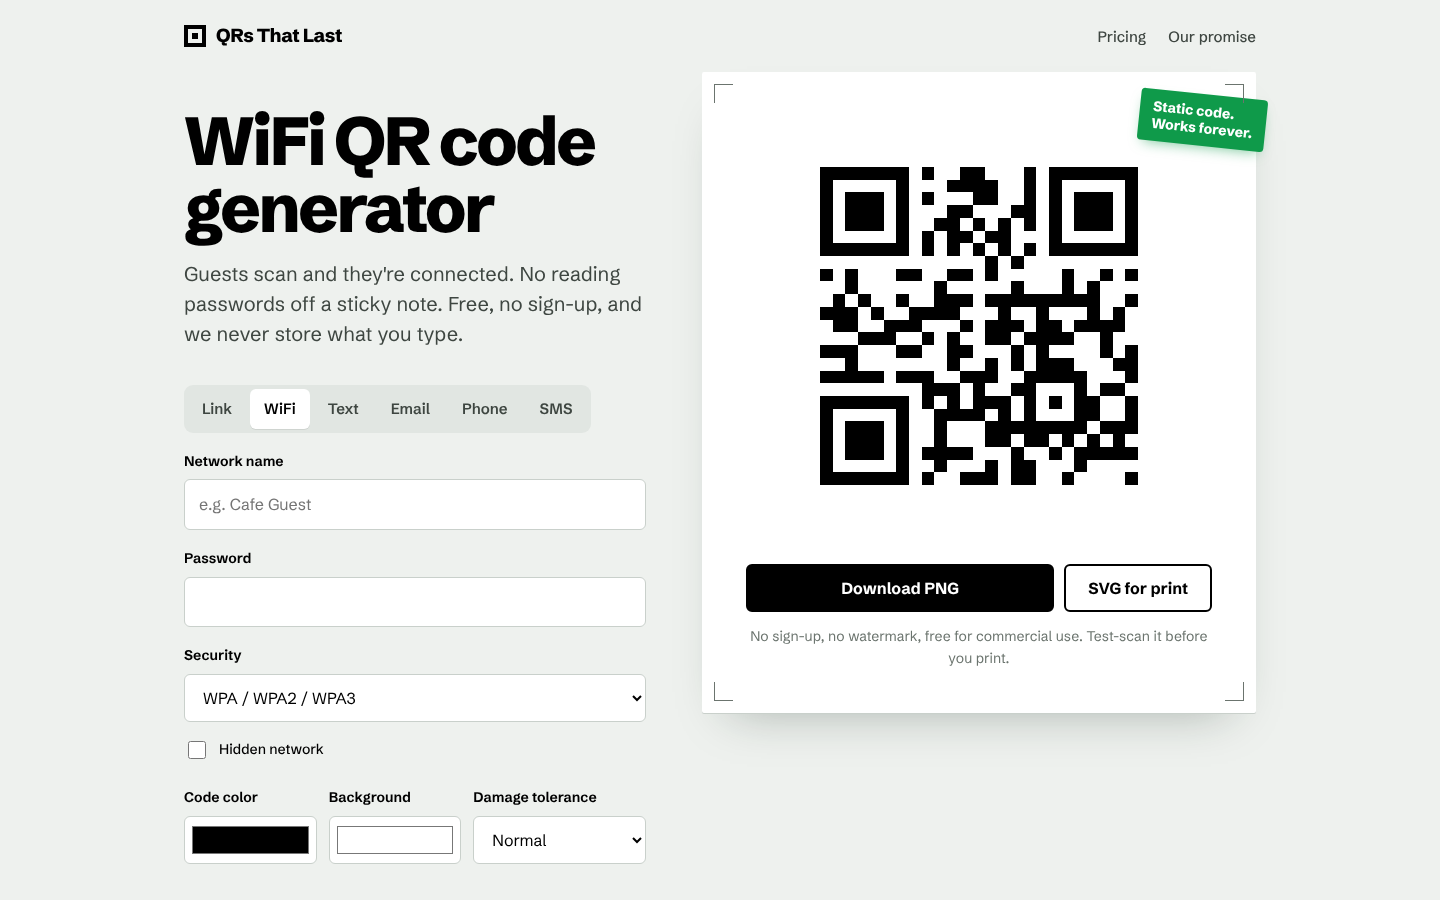 QRs That Last
Pricing
Our promise
WiFi QR code
generator
Guests scan and they're connected. No reading
passwords off a sticky note. Free, no sign-up, and
we never store what you type.
Link
WiFi
Text
Email
Phone
SMS
Network name
e.g. Cafe Guest
Password
Security
WPA / WPA2 / WPA3
Hidden network
Code color
Background
Damage tolerance
Normal
Static code.
Works forever.
Download PNG
SVG for print
No sign-up, no watermark, free for commercial use. Test-scan it before
you print.